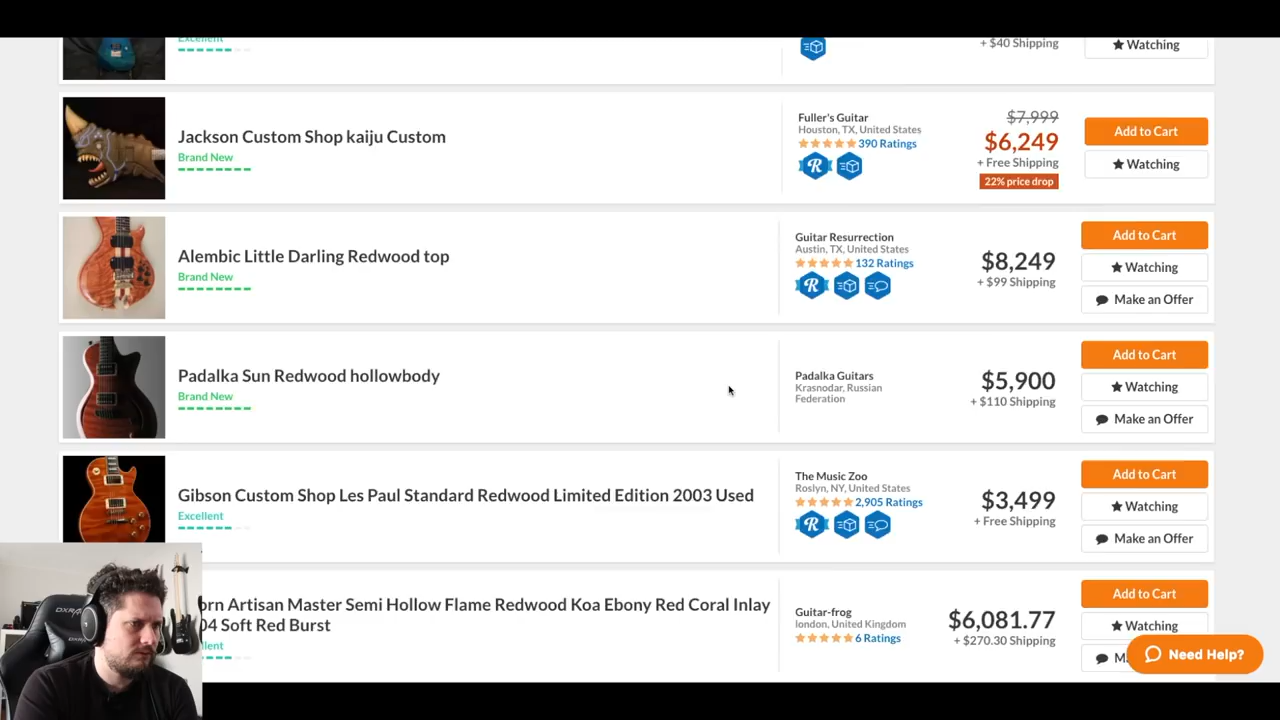 Excellent
+ $40 Shipping
Watching
Jackson Custom Shop kaiju Custom
Brand New
Fuller's Guitar
Houston, TX, United States
390 Ratings
$7,999
$6,249
+ Free Shipping
22% price drop
Add to Cart
Watching
Alembic Little Darling Redwood top
Brand New
Guitar Resurrection
Austin, TX, United States
132 Ratings
$8,249
+ $99 Shipping
Add to Cart
Watching
Make an Offer
Padalka Sun Redwood hollowbody
Brand New
Padalka Guitars
Krasnodar, Russian
Federation
$5,900
+ $110 Shipping
Add to Cart
Watching
Make an Offer
Gibson Custom Shop Les Paul Standard Redwood Limited Edition 2003 Used
Excellent
The Music Zoo
Roslyn, NY, United States
2,905 Ratings
$3,499
+ Free Shipping
Add to Cart
Watching
Make an Offer
orn Artisan Master Semi Hollow Flame Redwood Koa Ebony Red Coral Inlay
04 Soft Red Burst
llent
Guitar-frog
london, United Kingdom
6 Ratings
$6,081.77
+ $270.30 Shipping
Add to Cart
Watching
Need Help?
DXR